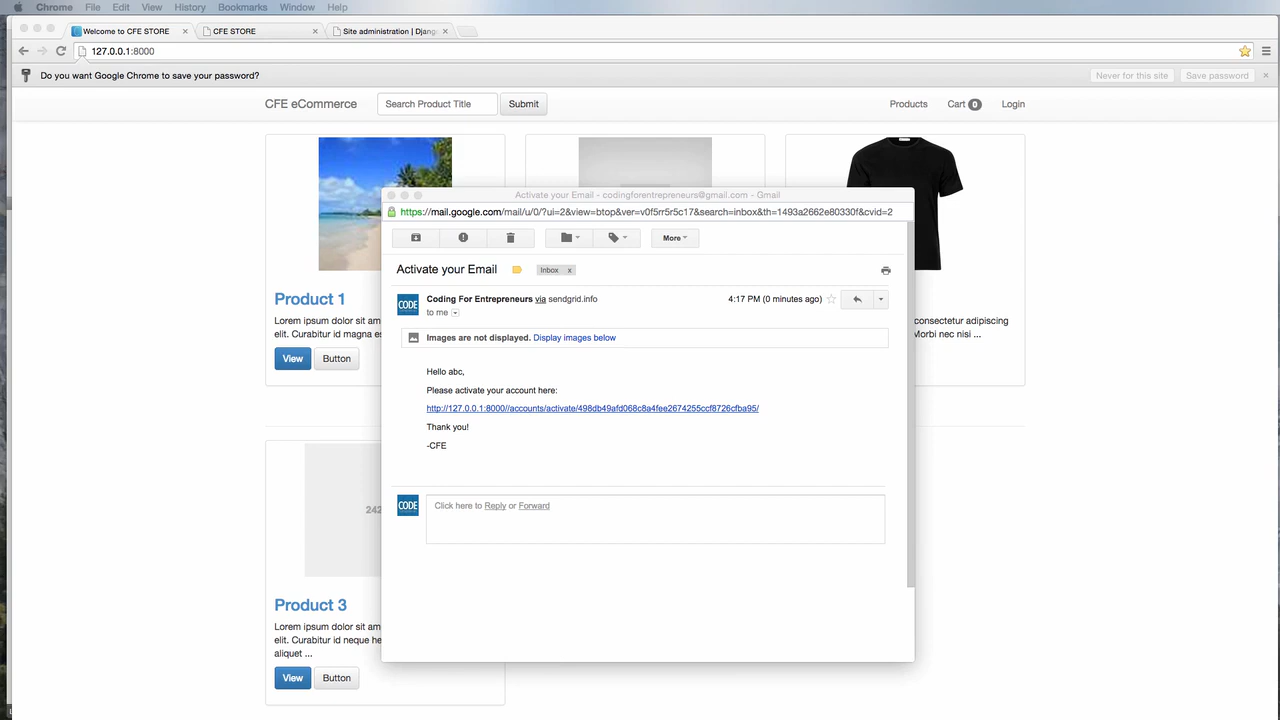 Chrome File Edit View History Bookmarks Window Help
Welcome to CFE STORE × CFE STORE × Site administration | Djang ×
127.0.0.1:8000
Do you want Google Chrome to save your password? Never for this site Save password ×
CFE eCommerce Search Product Title Submit Products Cart 0 Login
Activate your Email - codingforentrepreneurs@gmail.com - Gmail
https://mail.google.com/mail/u/0/?ui=2&view=btop&ver=v0f5rr5r5c17&search=inbox&th=1493a2662e80330f&cvid=2
More
Activate your Email Inbox x
CODE Coding For Entrepreneurs via sendgrid.info 4:17 PM (0 minutes ago)
to me
Images are not displayed. Display images below
Hello abc,
Please activate your account here:
http://127.0.0.1:8000//accounts/activate/498db49afd068c8a4fee2674255ccf8726cfba95/
Thank you!
-CFE
CODE Click here to Reply or Forward
Product 1
Lorem ipsum dolor sit am
elit. Curabitur id magna es
View Button
consectetur adipiscing
Morbi nec nisi ...
242
Product 3
Lorem ipsum dolor sit am
elit. Curabitur id neque he
aliquet ...
View Button